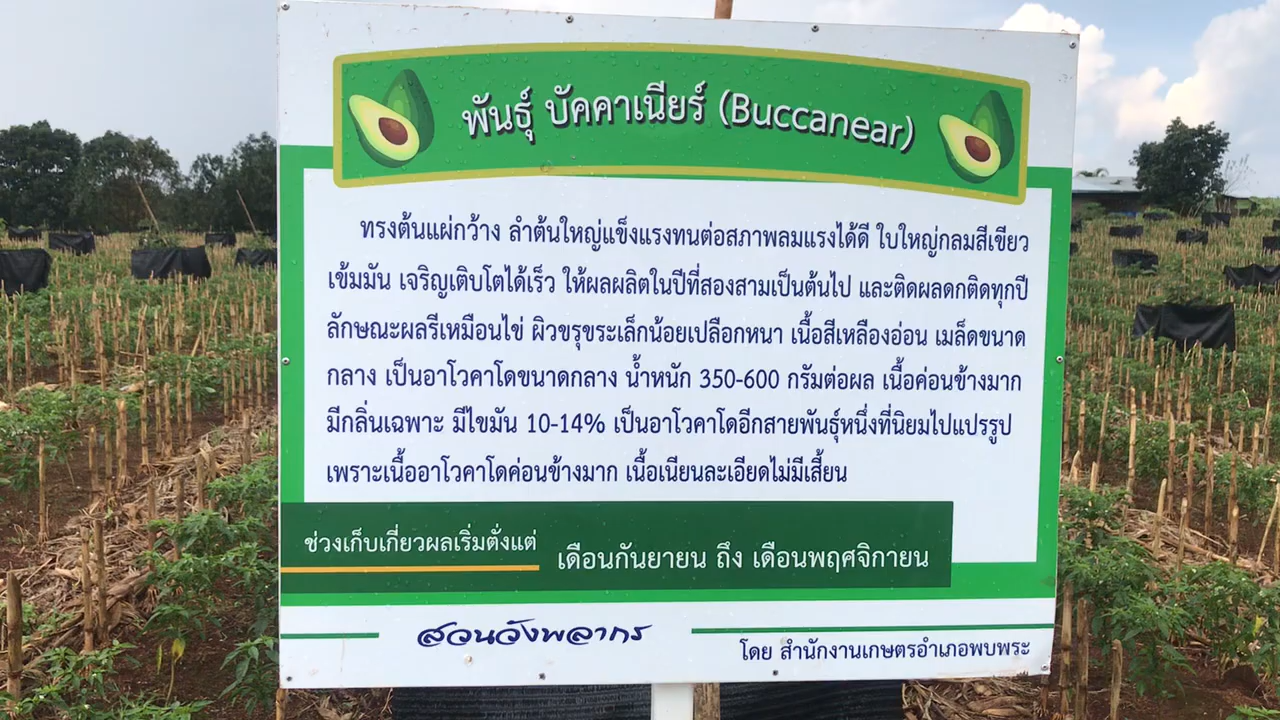 พันธุ์ บัคคาเนียร์ (Buccanear)
ทรงต้นแผ่กว้าง ลำต้นใหญ่แข็งแรงทนต่อสภาพลมแรงได้ดี ใบใหญ่กลมสีเขียว
เข้มมัน เจริญเติบโตได้เร็ว ให้ผลผลิตในปีที่สองสามเป็นต้นไป และติดผลดกติดทุกปี
ลักษณะผลรีเหมือนไข่ ผิวขรุขระเล็กน้อยเปลือกหนา เนื้อสีเหลืองอ่อน เมล็ดขนาด
กลาง เป็นอาโวคาโดขนาดกลาง น้ำหนัก 350-600 กรัมต่อผล เนื้อค่อนข้างมาก
มีกลิ่นเฉพาะ มีไขมัน 10-14% เป็นอาโวคาโดอีกสายพันธุ์หนึ่งที่นิยมไปแปรรูป
เพราะเนื้ออาโวคาโดค่อนข้างมาก เนื้อเนียนละเอียดไม่มีเสี้ยน
ช่วงเก็บเกี่ยวผลเริ่มตั้งแต่ เดือนกันยายน ถึง เดือนพฤศจิกายน
สวนวังพลากร
โดย สำนักงานเกษตรอำเภอพบพระ